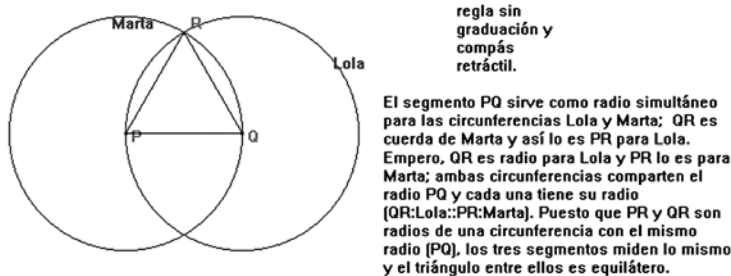 Marta
R
Lola
P
Q
regla sin
graduación y
compás
retráctil.
El segmento PQ sirve como radio simultáneo
para las circunferencias Lola y Marta; QR es
cuerda de Marta y así lo es PR para Lola.
Empero, QR es radio para Lola y PR lo es para
Marta; ambas circunferencias comparten el
radio PQ y cada una tiene su radio
(QR:Lola::PR:Marta). Puesto que PR y QR son
radios de una circunferencia con el mismo
radio (PQ), los tres segmentos miden lo mismo
y el triángulo entre ellos es equilátero.